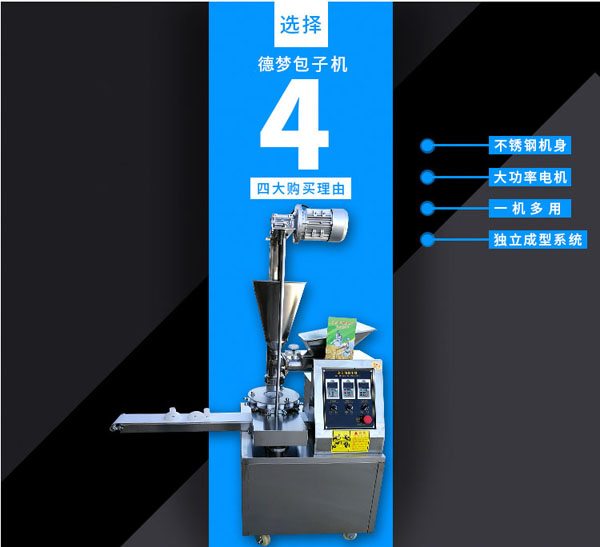 选择
德梦包子机
4
四大购买理由
不锈钢机身
大功率电机
一机多用
独立成型系统